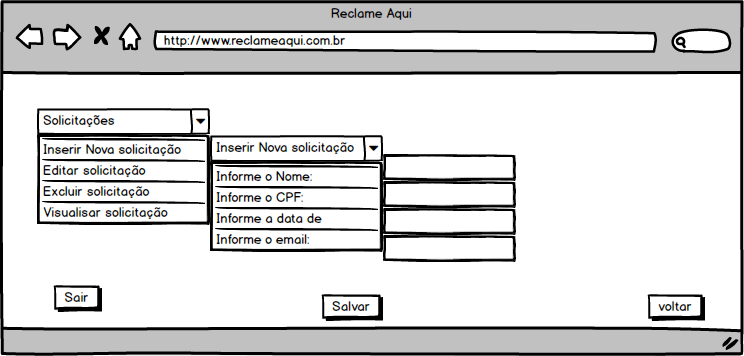 Reclame Aqui
http://www.reclameaqui.com.br
Solicitações
Inserir Nova solicitação
Editar solicitação
Excluir solicitação
Visualisar solicitação
Inserir Nova solicitação
Informe o Nome:
Informe o CPF:
Informe a data de
Informe o email:
Sair
Salvar
voltar